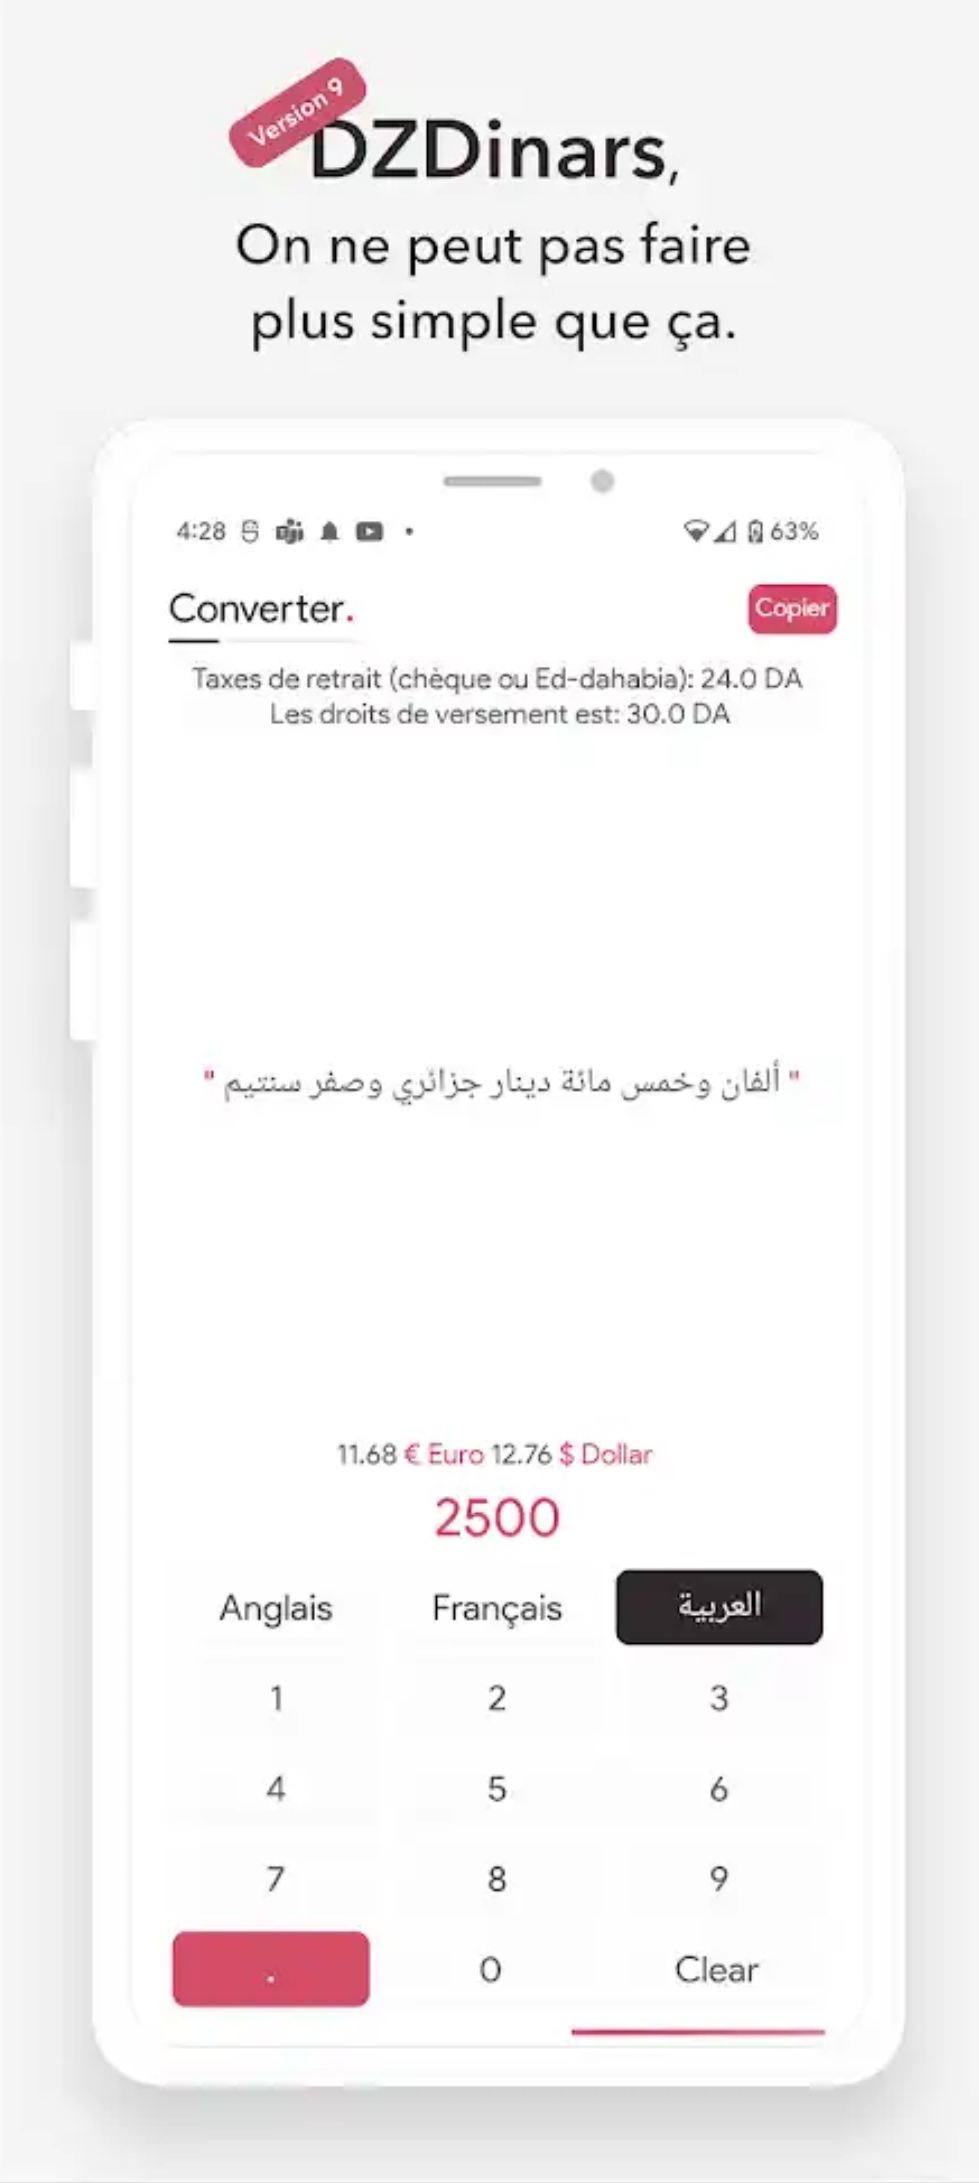 Version 9
DZDinars,
On ne peut pas faire
plus simple que ça.
4:28 63%
Converter. Copier
Taxes de retrait (chèque ou Ed-dahabia): 24.0 DA
Les droits de versement est: 30.0 DA
" ألفان وخمس مائة دينار جزائري وصفر سنتيم "
11.68 € Euro 12.76 $ Dollar
2500
Anglais Français العربية
1 2 3
4 5 6
7 8 9
. 0 Clear